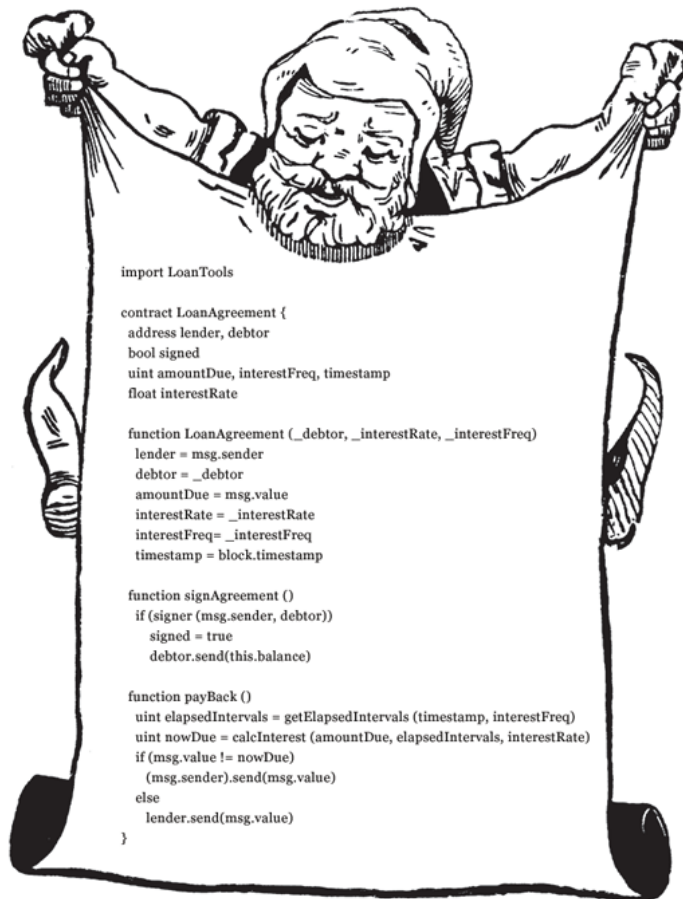 import LoanTools
contract LoanAgreement {
address lender, debtor
bool signed
uint amountDue, interestFreq, timestamp
float interestRate
function LoanAgreement (_debtor, _interestRate, _interestFreq)
lender = msg.sender
debtor = _debtor
amountDue = msg.value
interestRate = _interestRate
interestFreq= _interestFreq
timestamp = block.timestamp
function signAgreement ()
if (signer (msg.sender, debtor))
signed = true
debtor.send(this.balance)
function payBack ()
uint elapsedIntervals = getElapsedIntervals (timestamp, interestFreq)
uint nowDue = calcInterest (amountDue, elapsedIntervals, interestRate)
if (msg.value != nowDue)
(msg.sender).send(msg.value)
else
lender.send(msg.value)
}